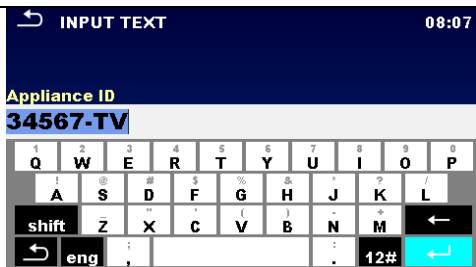 INPUT TEXT 08:07
Appliance ID
34567-TV
1 2 3 4 5 6 7 8 9 0
Q W E R T Y U I O P
! @ # $ % & * ? /
A S D F G H J K L
_ " ' ( ) - +
shift Z X C V B N M
eng ; , : . 12#